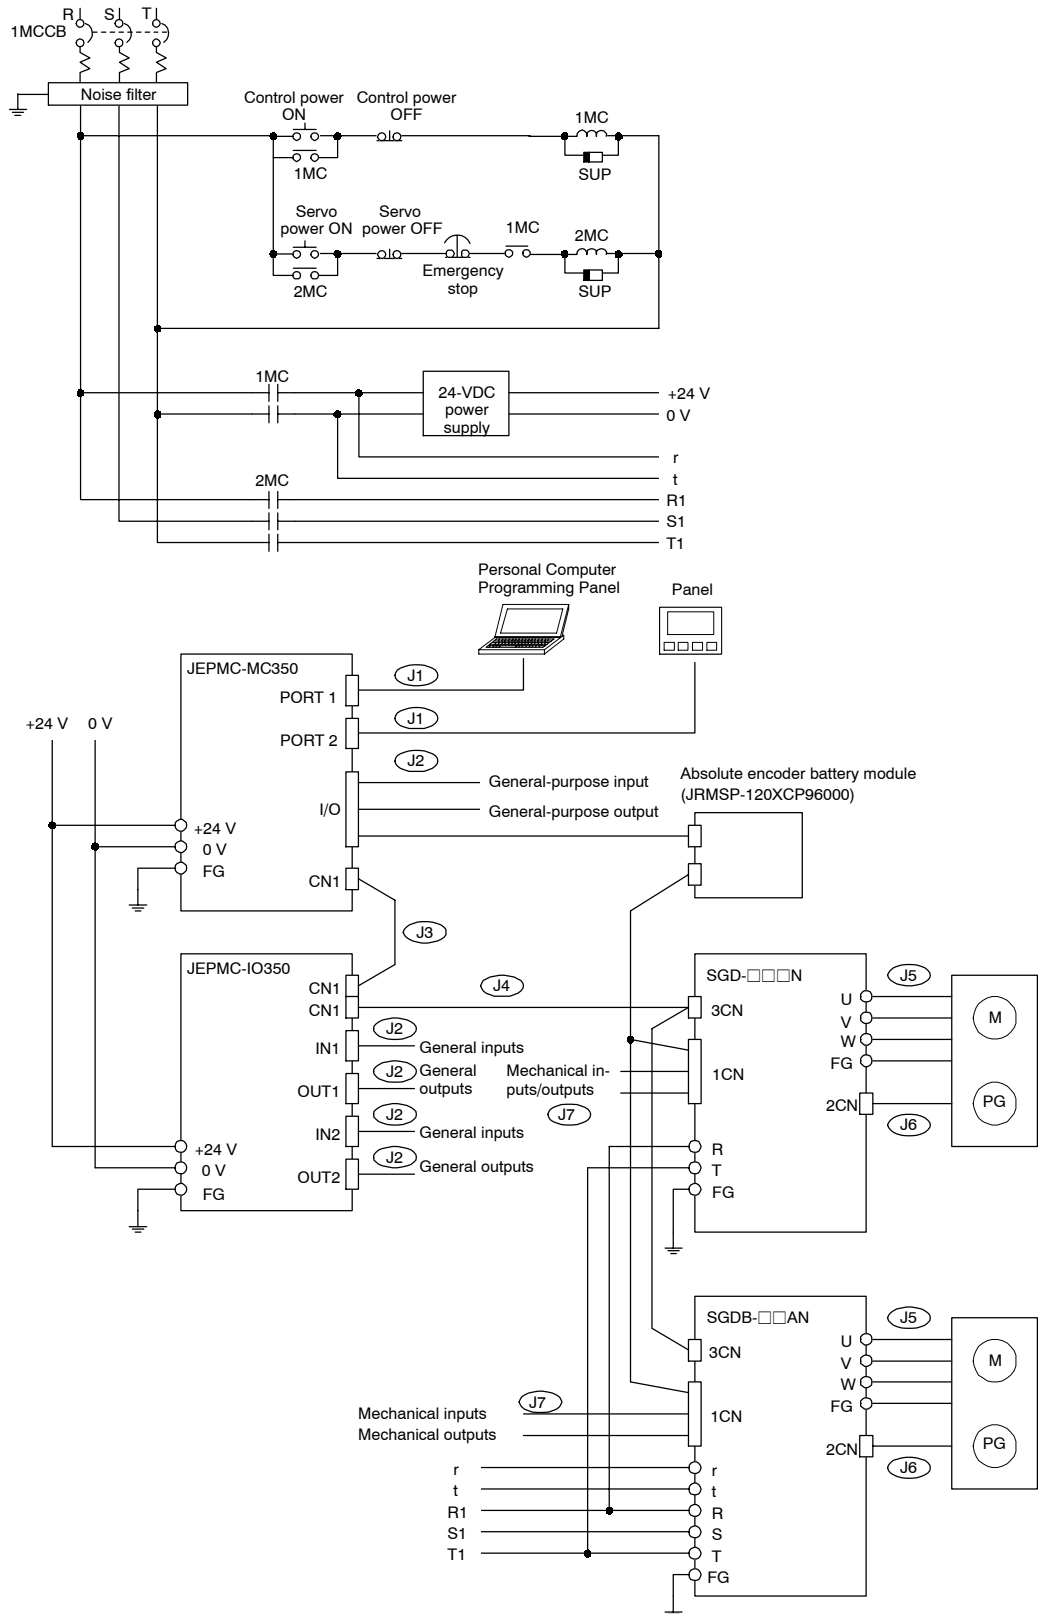 R S T
1MCCB
Noise filter
Control power
ON
Control power
OFF
1MC
1MC
SUP
Servo
power ON
Servo
power OFF
1MC
2MC
2MC
Emergency
stop
SUP
1MC
24-VDC
power
supply
+24 V
0 V
r
t
2MC
R1
S1
T1
Personal Computer
Programming Panel
Panel
JEPMC-MC350
PORT 1
J1
PORT 2
J1
+24 V 0 V
J2
General-purpose input
I/O
General-purpose output
Absolute encoder battery module
(JRMSP-120XCP96000)
+24 V
0 V
FG
CN1
J3
JEPMC-IO350
CN1
CN1
J4
IN1
J2
General inputs
OUT1
J2
General
outputs
IN2
J2
General inputs
OUT2
J2
General outputs
+24 V
0 V
FG
Mechanical in-
puts/outputs
J7
SGD-□□□N
3CN
1CN
R
T
FG
U
V
W
FG
2CN
J5
J6
M
PG
SGDB-□□AN
3CN
1CN
J7
Mechanical inputs
Mechanical outputs
r
t
R1
S1
T1
r
t
R
S
T
FG
U
V
W
FG
2CN
J5
J6
M
PG